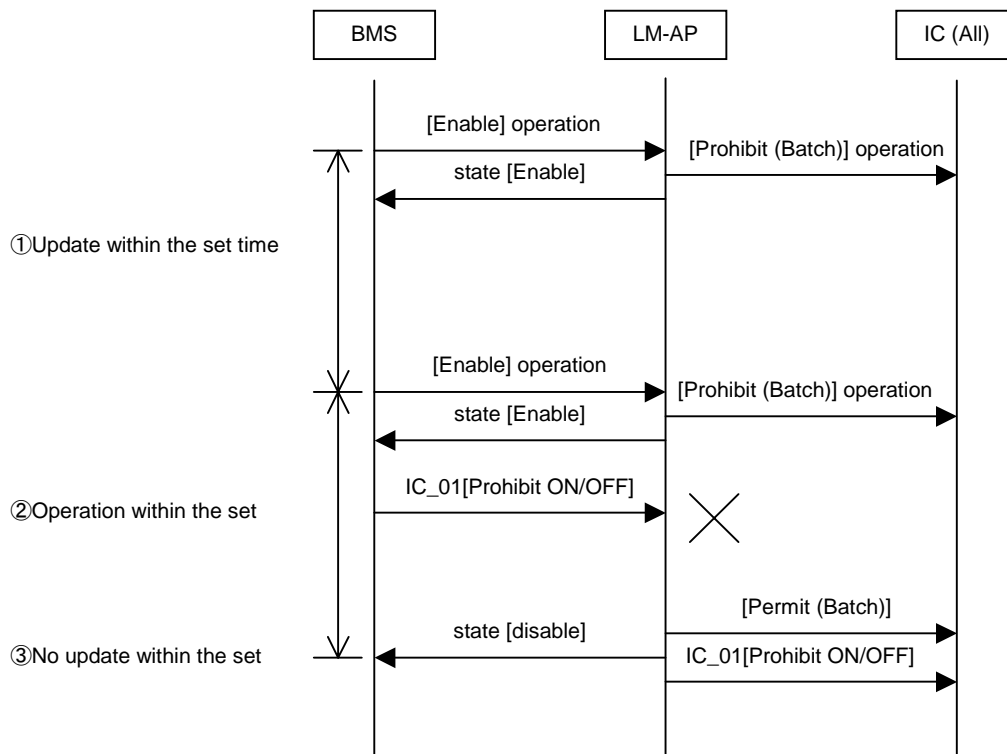 BMS
LM-AP
IC (All)
[Enable] operation
[Prohibit (Batch)] operation
state [Enable]
①Update within the set time
[Enable] operation
[Prohibit (Batch)] operation
state [Enable]
IC_01[Prohibit ON/OFF]
②Operation within the set
[Permit (Batch)]
state [disable]
③No update within the set
IC_01[Prohibit ON/OFF]